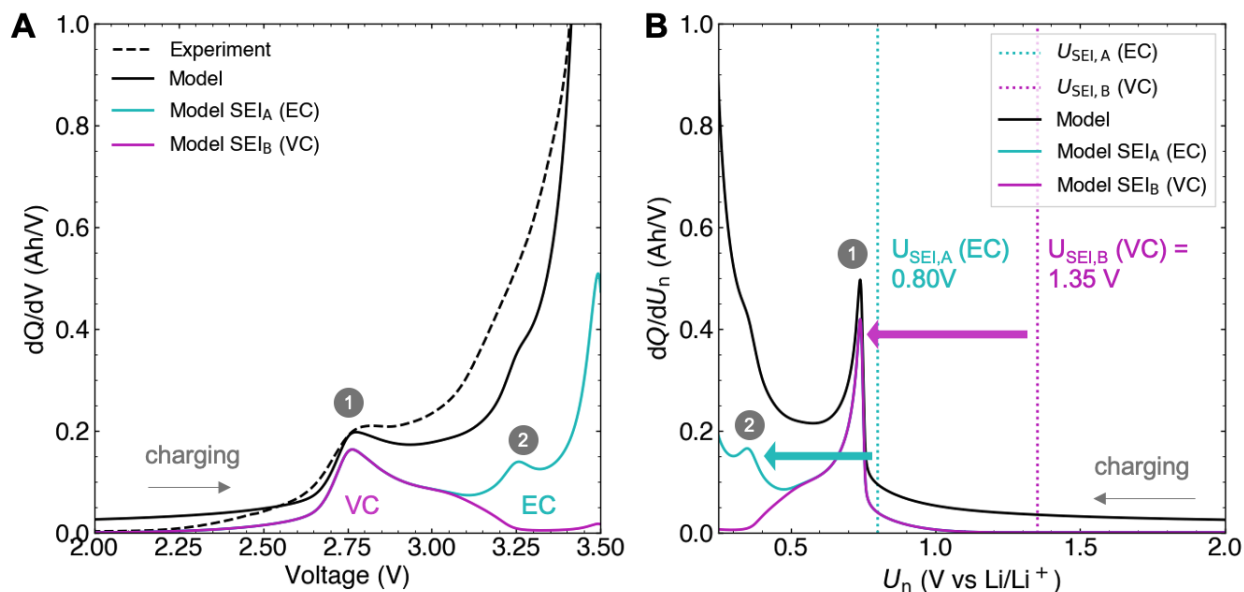 A
1.0
0.8
0.6
0.4
0.2
0.0
dQ/dV (Ah/V)
Experiment
Model
Model SEI_A (EC)
Model SEI_B (VC)
1
2
charging
VC
EC
2.00
2.25
2.50
2.75
3.00
3.25
3.50
Voltage (V)
B
1.0
0.8
0.6
0.4
0.2
0.0
dQ/dU_n (Ah/V)
U_SEI,A (EC)
U_SEI,B (VC)
Model
Model SEI_A (EC)
Model SEI_B (VC)
1
U_SEI,A (EC)
0.80V
U_SEI,B (VC) =
1.35 V
2
charging
0.5
1.0
1.5
2.0
U_n (V vs Li/Li⁺)